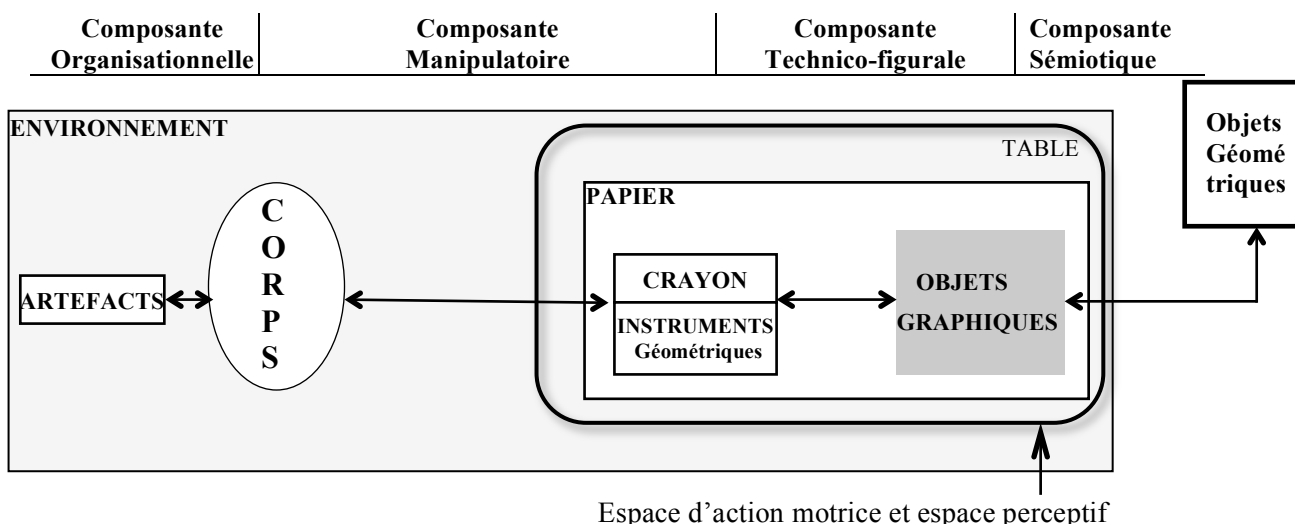 Composante
Organisationnelle
Composante
Manipulatoire
Composante
Technico-figurale
Composante
Sémiotique
ENVIRONNEMENT
TABLE
PAPIER
Objets
Géomé
triques
ARTEFACTS
C
O
R
P
S
CRAYON
INSTRUMENTS
Géométriques
OBJETS
GRAPHIQUES
Espace d’action motrice et espace perceptif